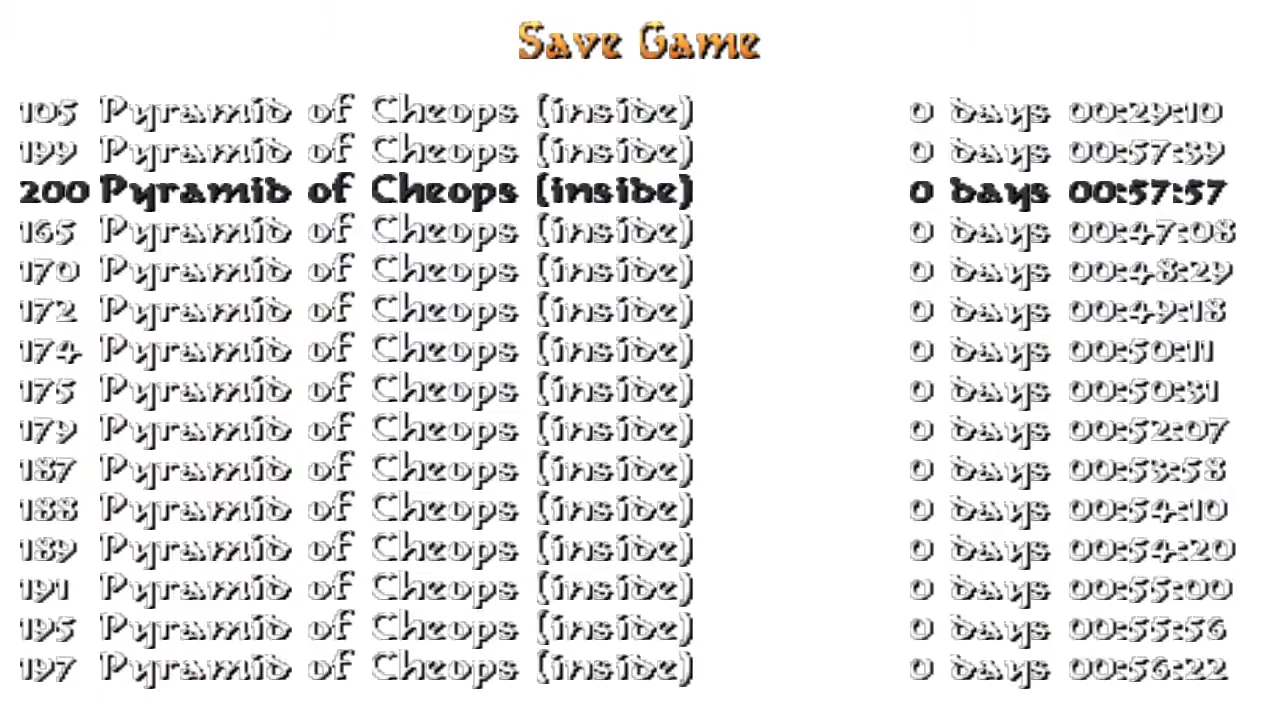 Save Game
105 Pyramid of Cheops (inside) 0 days 00:29:10
199 Pyramid of Cheops (inside) 0 days 00:57:39
200 Pyramid of Cheops (inside) 0 days 00:57:57
165 Pyramid of Cheops (inside) 0 days 00:47:08
170 Pyramid of Cheops (inside) 0 days 00:48:29
172 Pyramid of Cheops (inside) 0 days 00:49:18
174 Pyramid of Cheops (inside) 0 days 00:50:11
175 Pyramid of Cheops (inside) 0 days 00:50:31
179 Pyramid of Cheops (inside) 0 days 00:52:07
187 Pyramid of Cheops (inside) 0 days 00:53:58
188 Pyramid of Cheops (inside) 0 days 00:54:10
189 Pyramid of Cheops (inside) 0 days 00:54:20
191 Pyramid of Cheops (inside) 0 days 00:55:00
195 Pyramid of Cheops (inside) 0 days 00:55:56
197 Pyramid of Cheops (inside) 0 days 00:56:22